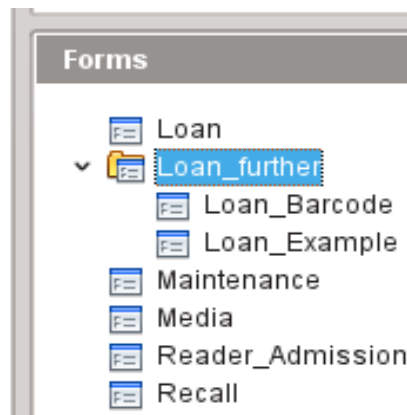 Forms
Loan
Loan_further
Loan_Barcode
Loan_Example
Maintenance
Media
Reader_Admission
Recall